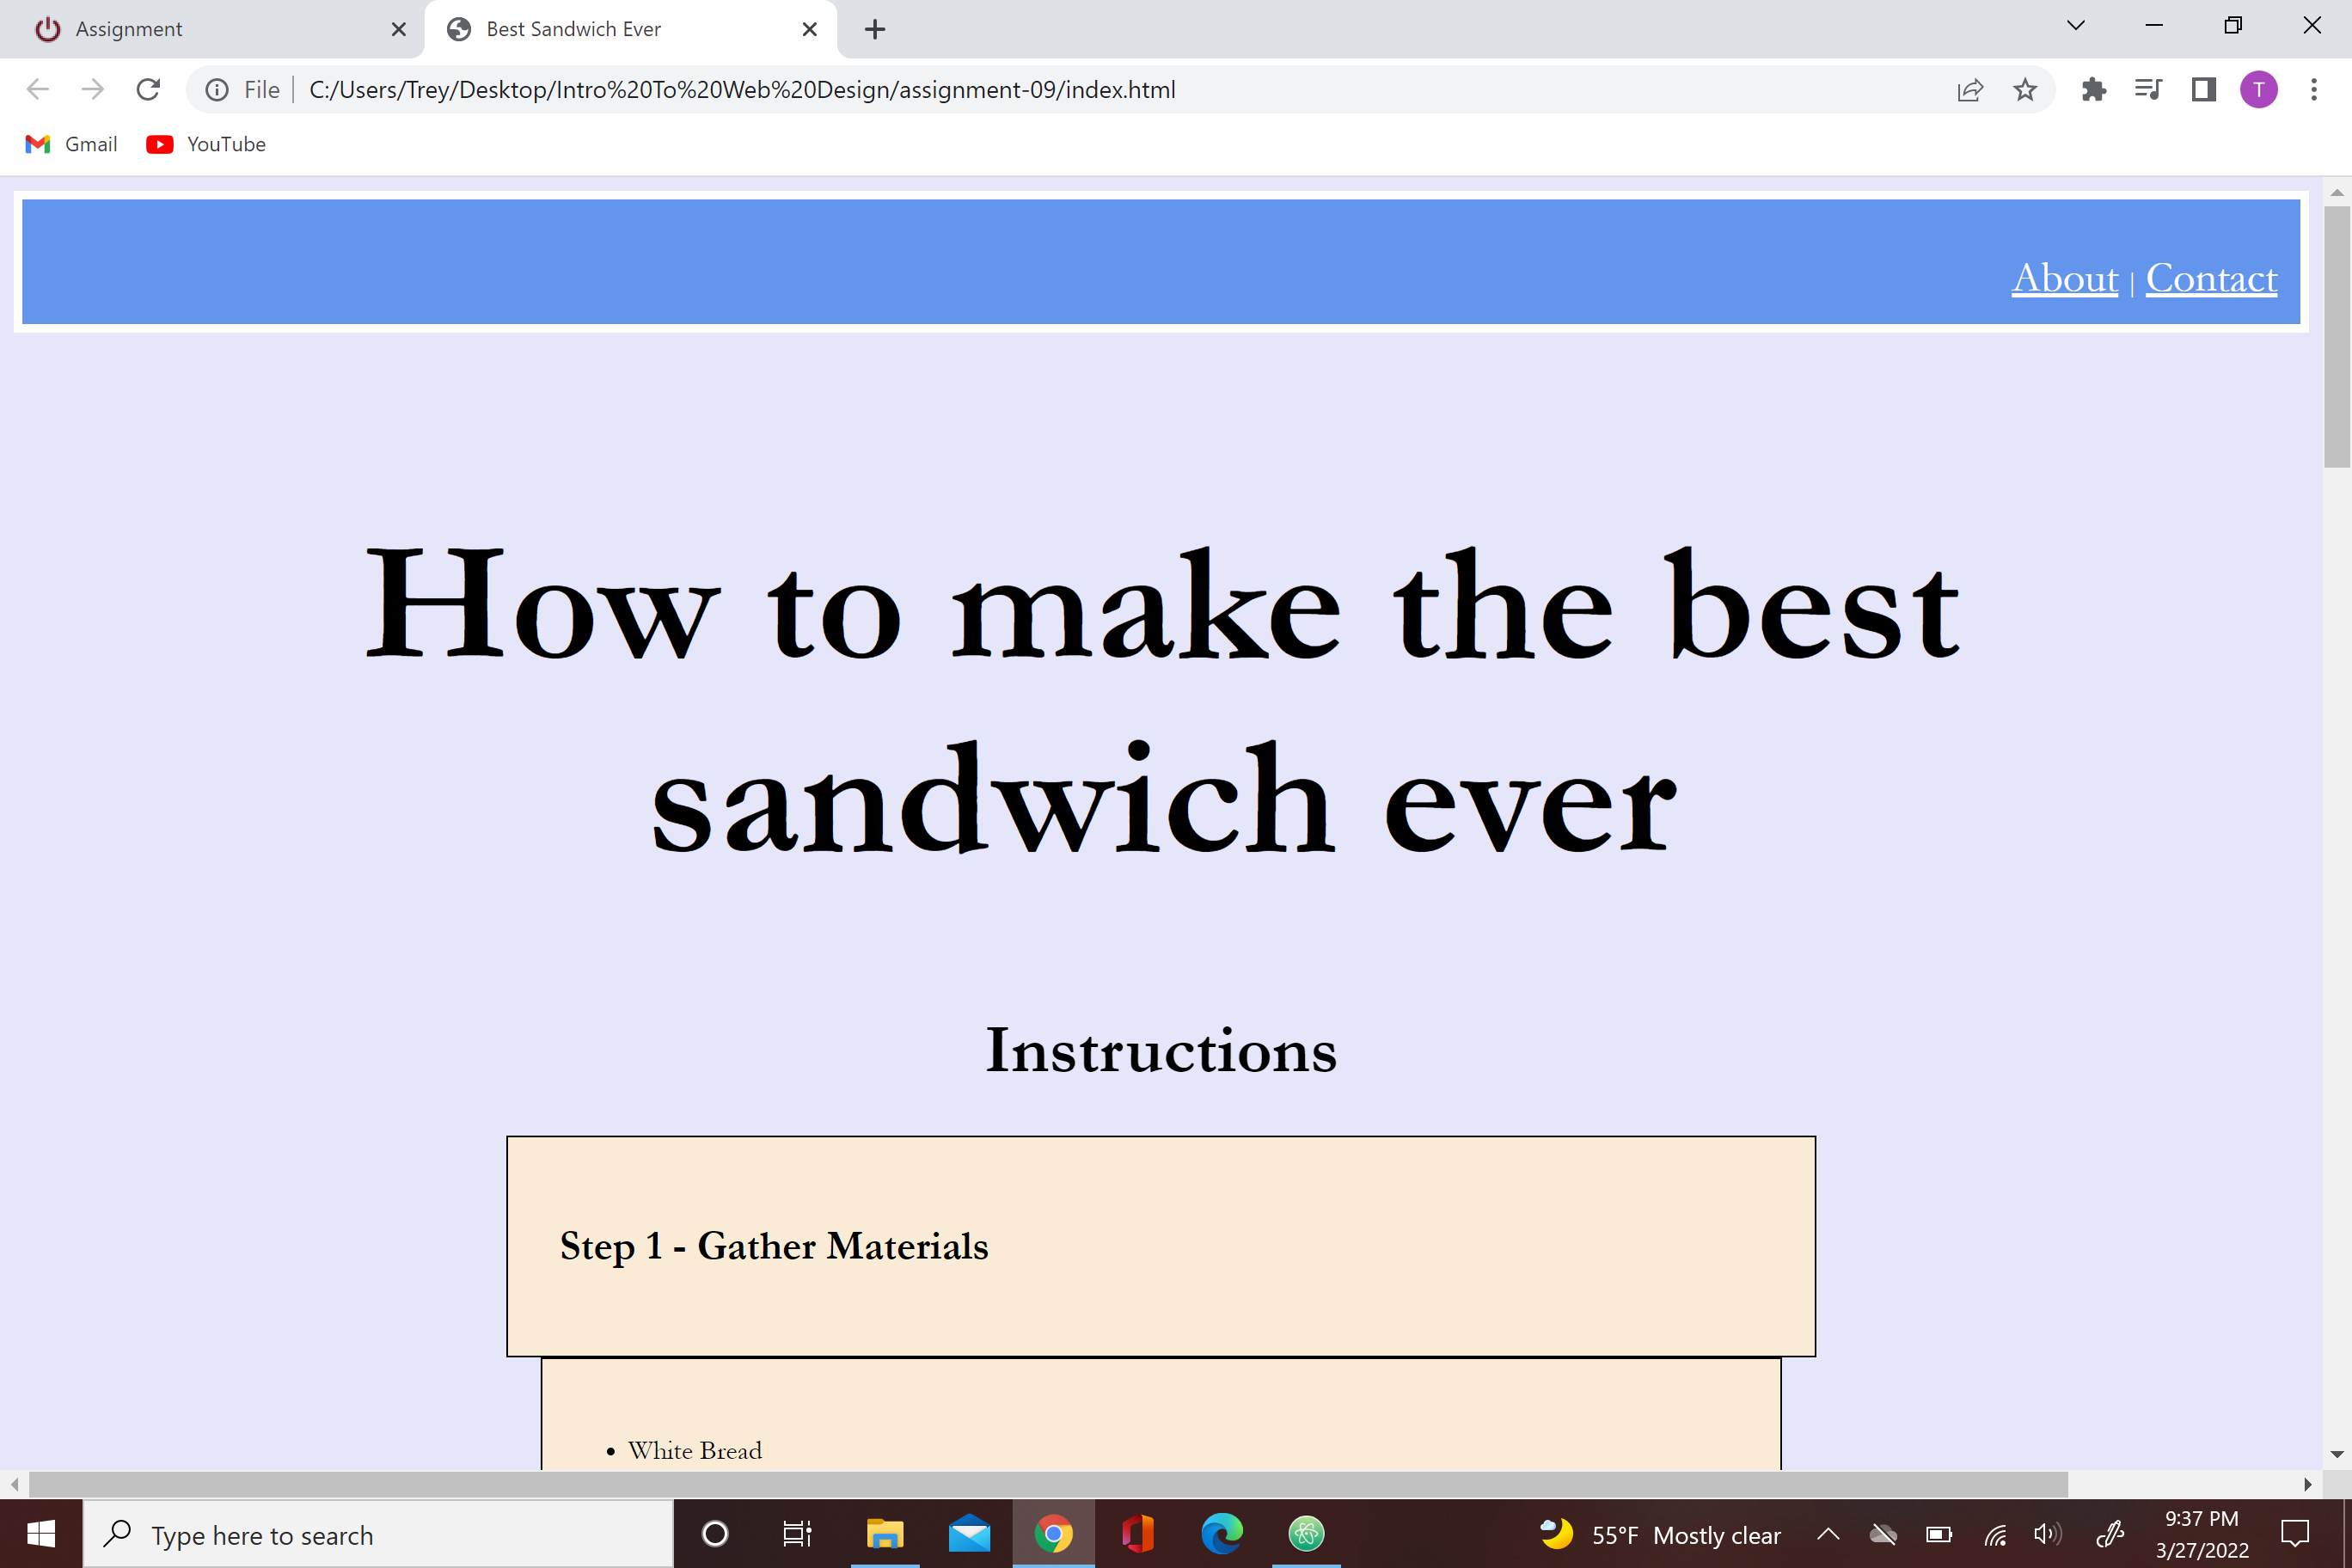 Assignment
Best Sandwich Ever
File | C:/Users/Trey/Desktop/Intro%20To%20Web%20Design/assignment-09/index.html
T
Gmail
YouTube
About | Contact
How to make the best
sandwich ever
Instructions
Step 1 - Gather Materials
• White Bread
Type here to search
55°F Mostly clear
9:37 PM
3/27/2022